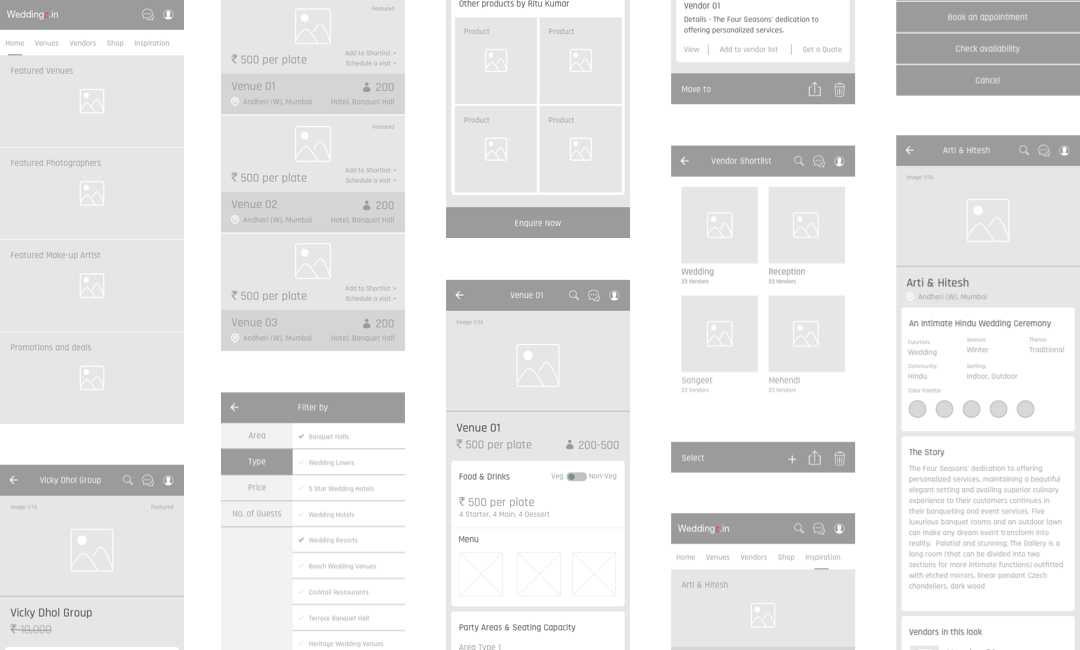 Weddingz.in
Home Venues Vendors Shop Inspiration
Featured Venues
Featured Photographers
Featured Make-up Artist
Promotions and deals
Vicky Dhol Group
Image 1/14 Featured
Vicky Dhol Group
₹ 10,000
Featured
₹ 500 per plate
Add to Shortlist >
Schedule a visit >
Venue 01 200
Andheri (W), Mumbai Hotel, Banquet Hall
Featured
₹ 500 per plate
Add to Shortlist >
Schedule a visit >
Venue 02 200
Andheri (W), Mumbai Hotel, Banquet Hall
₹ 500 per plate
Add to Shortlist >
Schedule a visit >
Venue 03 200
Andheri (W), Mumbai Hotel, Banquet Hall
Filter by
Area
Type
Price
No. of Guests
Banquet Halls
Wedding Lowns
5 Star Wedding Hotels
Wedding Hotels
Wedding Resorts
Beach Wedding Venues
Cocktail Restaurants
Terrace Banquet Hall
Heritage Wedding Venues
Other products by Ritu Kumar
Product Product
Product Product
Enquire Now
Venue 01
Image 1/14
Venue 01
₹ 500 per plate 200-500
Food & Drinks Veg Non-Veg
₹ 500 per plate
4 Starter, 4 Main, 4 Dessert
Menu
Party Areas & Seating Capacity
Area Type 1
Vendor 01
Details - The Four Seasons' dedication to
offering personalized services.
View Add to vendor list Get a Quote
Move to
Vendor Shortlist
Wedding Reception
23 Vendors 23 Vendors
Sangeet Mehendi
23 Vendors 23 Vendors
Select +
Weddingz.in
Home Venues Vendors Shop Inspiration
Arti & Hitesh
Book an appointment
Check availability
Cancel
Arti & Hitesh
Image 1/14
Arti & Hitesh
Andheri (W), Mumbai
An Intimate Hindu Wedding Ceremony
Function: Season: Theme:
Wedding Winter Traditional
Community: Setting:
Hindu Indoor, Outdoor
Color Palette:
The Story
The Four Seasons' dedication to offering
personalized services, maintaining a beautiful
elegant setting and availing superior culinary
experience to their customers continues in
their banqueting and event services. Five
luxurious banquet rooms and an outdoor lawn
can make any dream event transform into
reality. Palatial and stunning: The Gallery is a
long room (that can be divided into two
sections for more intimate functions) outfitted
with etched mirrors, linear pendant Czech
chandeliers, dark wood
Vendors in this look